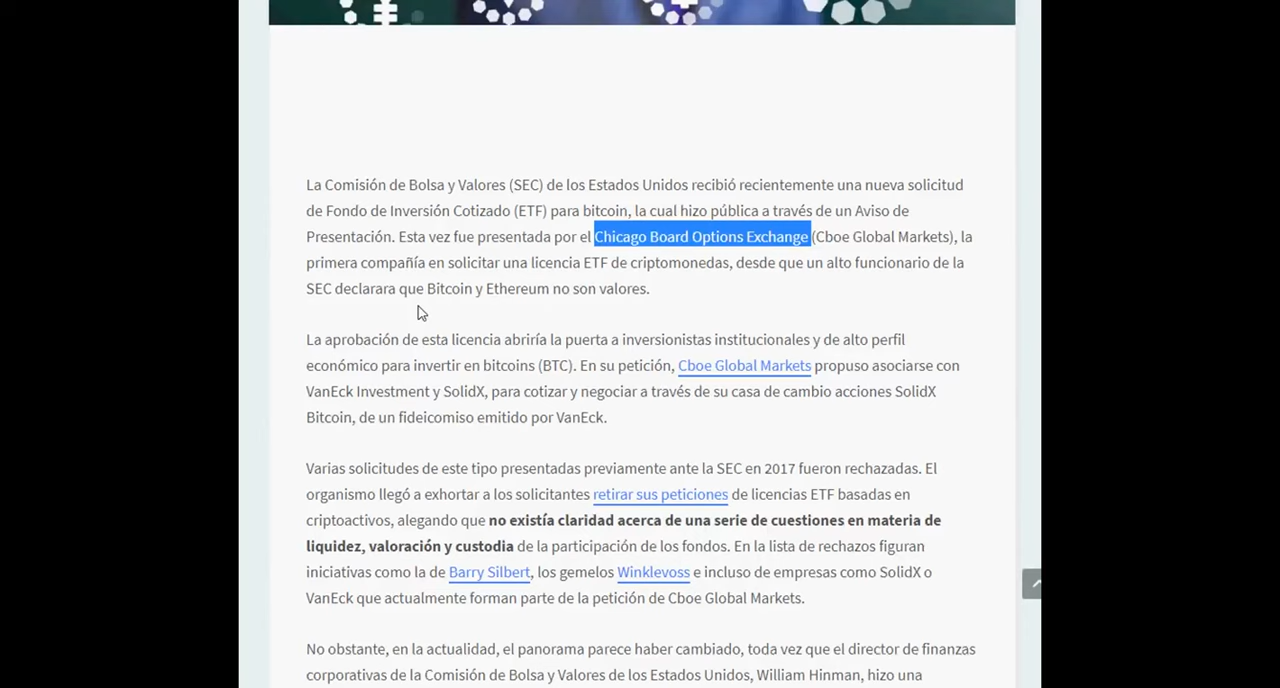 La Comisión de Bolsa y Valores (SEC) de los Estados Unidos recibió recientemente una nueva solicitud
de Fondo de Inversión Cotizado (ETF) para bitcoin, la cual hizo pública a través de un Aviso de
Presentación. Esta vez fue presentada por el Chicago Board Options Exchange (Cboe Global Markets), la
primera compañía en solicitar una licencia ETF de criptomonedas, desde que un alto funcionario de la
SEC declarara que Bitcoin y Ethereum no son valores.
La aprobación de esta licencia abriría la puerta a inversionistas institucionales y de alto perfil
económico para invertir en bitcoins (BTC). En su petición, Cboe Global Markets propuso asociarse con
VanEck Investment y SolidX, para cotizar y negociar a través de su casa de cambio acciones SolidX
Bitcoin, de un fideicomiso emitido por VanEck.
Varias solicitudes de este tipo presentadas previamente ante la SEC en 2017 fueron rechazadas. El
organismo llegó a exhortar a los solicitantes retirar sus peticiones de licencias ETF basadas en
criptoactivos, alegando que no existía claridad acerca de una serie de cuestiones en materia de
liquidez, valoración y custodia de la participación de los fondos. En la lista de rechazos figuran
iniciativas como la de Barry Silbert, los gemelos Winklevoss e incluso de empresas como SolidX o
VanEck que actualmente forman parte de la petición de Cboe Global Markets.
No obstante, en la actualidad, el panorama parece haber cambiado, toda vez que el director de finanzas
corporativas de la Comisión de Bolsa y Valores de los Estados Unidos, William Hinman, hizo una